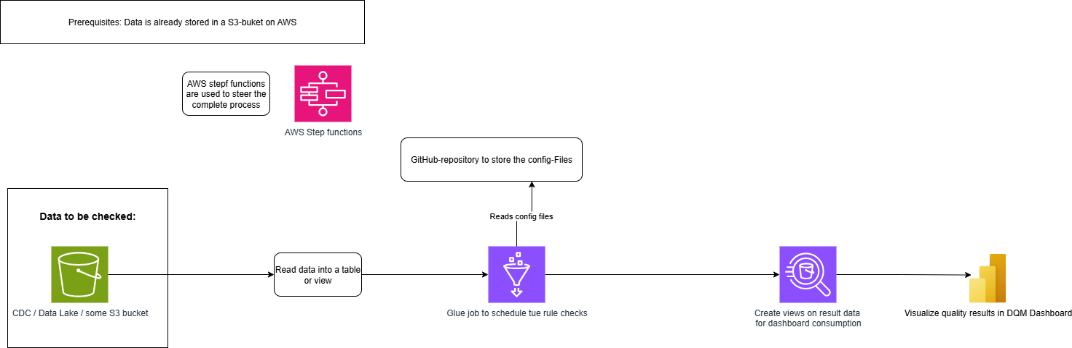 Prerequisites: Data is already stored in a S3-buket on AWS
AWS stepf functions
are used to steer the
complete process
AWS Step functions
GitHub-repository to store the config-Files
Reads config files
Data to be checked:
Read data into a table
or view
CDC / Data Lake / some S3 bucket
Glue job to schedule tue rule checks
Create views on result data
for dashboard consumption
Visualize quality results in DQM Dashboard